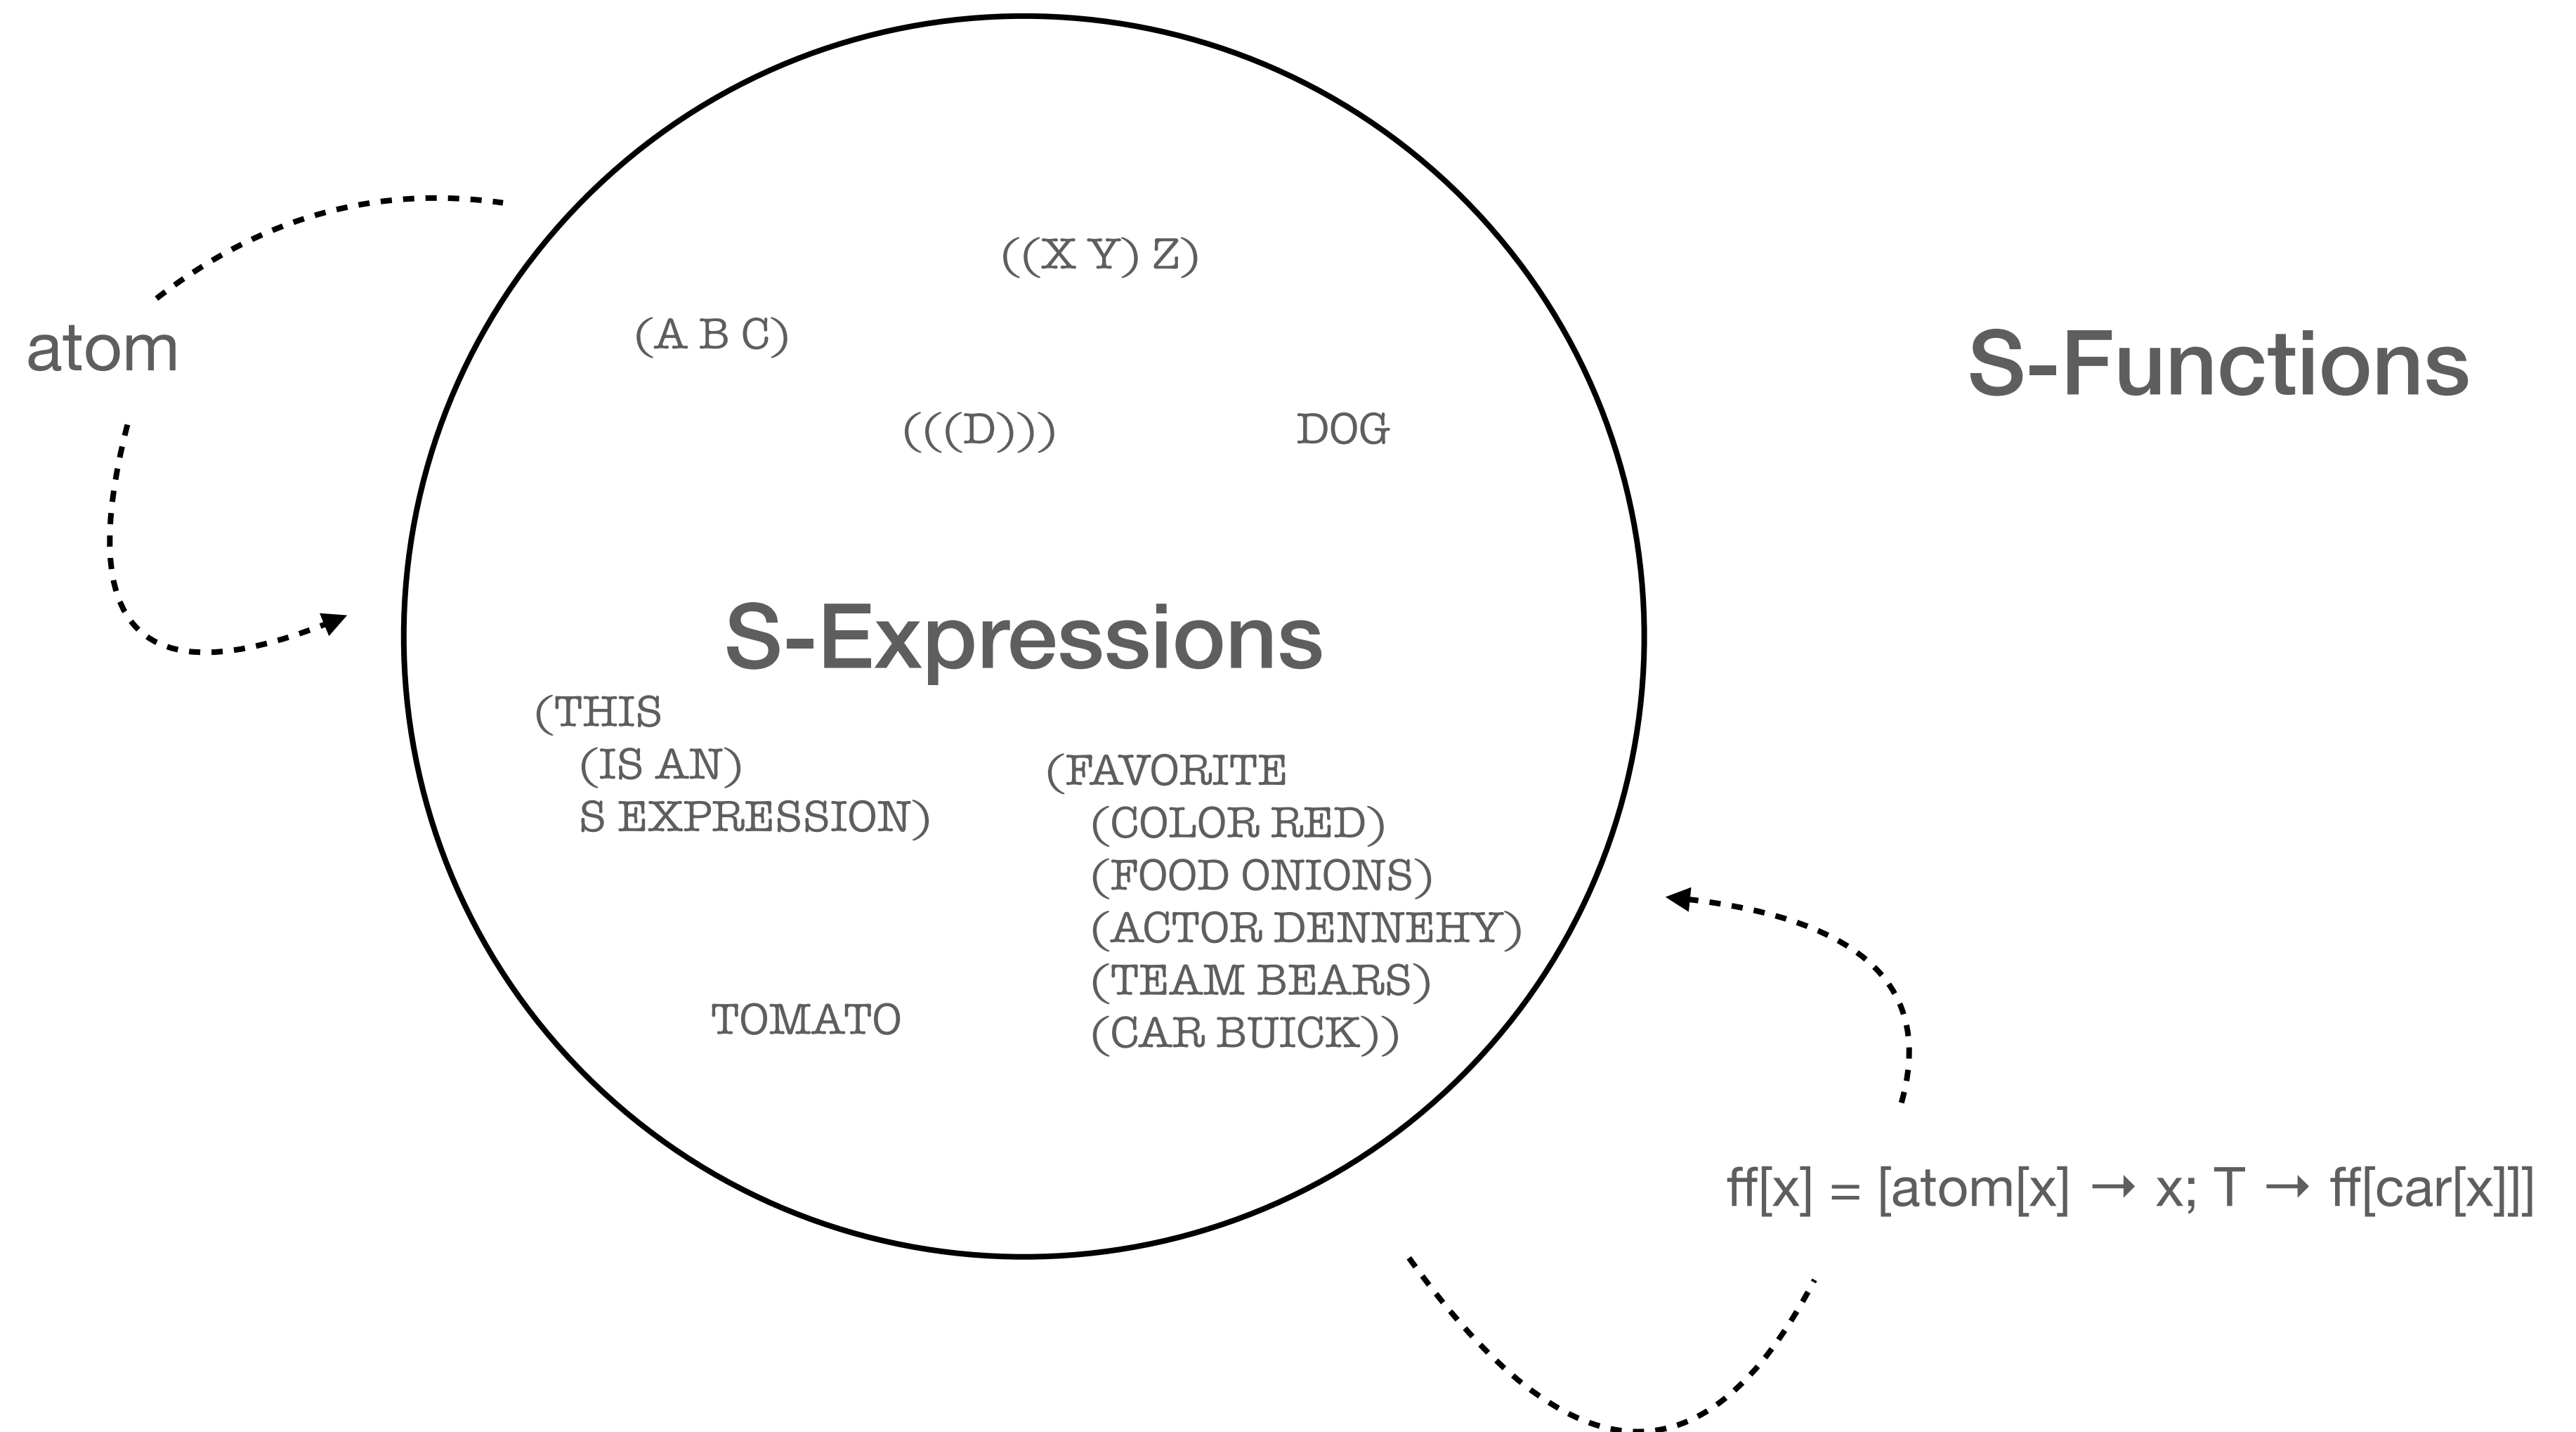 ((X Y) Z)
(A B C)
atom
S-Functions
(((D)))
DOG
S-Expressions
(THIS
(IS AN)
S EXPRESSION)
(FAVORITE
(COLOR RED)
(FOOD ONIONS)
(ACTOR DENNEHY)
(TEAM BEARS)
(CAR BUICK))
TOMATO
ff[x] = [atom[x] → x; T → ff[car[x]]]